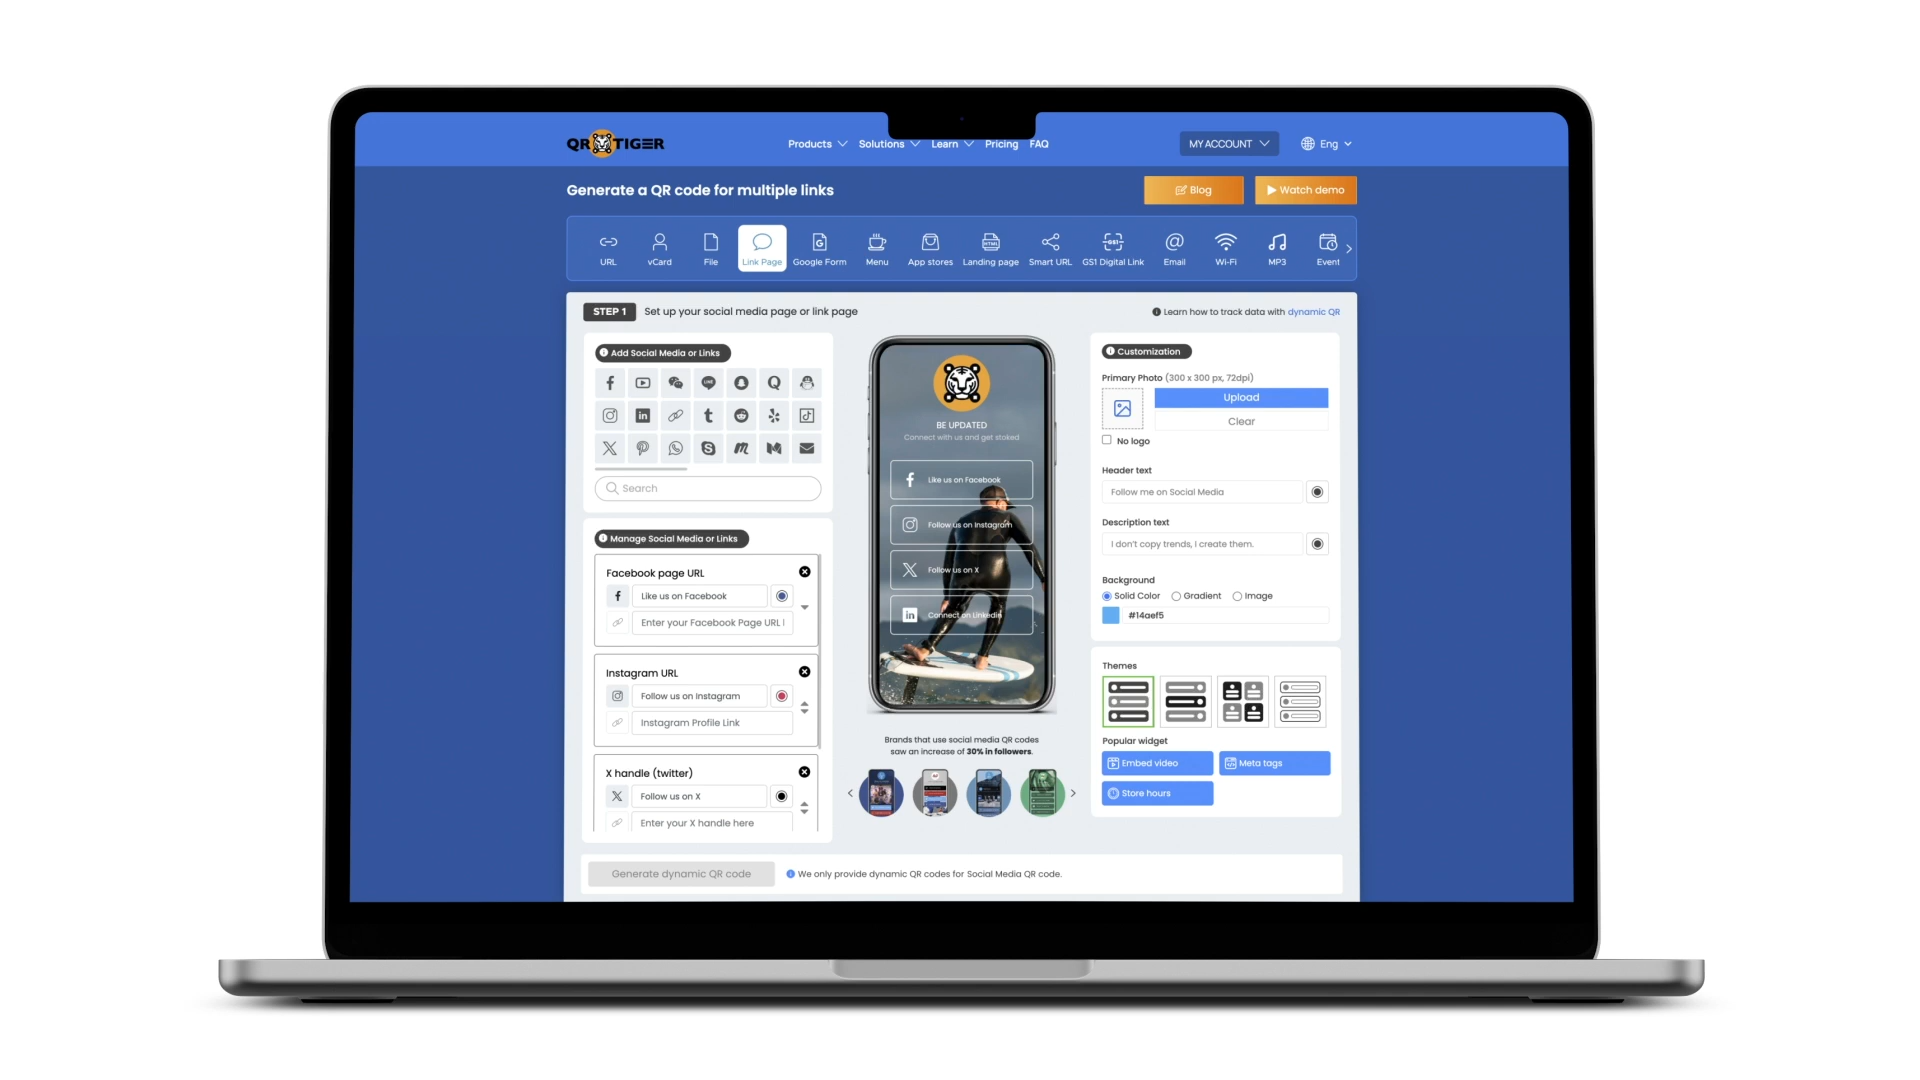 QR TIGER
Products Solutions Learn Pricing FAQ
MY ACCOUNT
Eng
Generate a QR code for multiple links
Blog
Watch demo
URL
vCard
File
Link Page
Google Form
Menu
App stores
HTML
Landing page
Smart URL
GS1
GS1 Digital Link
Email
Wi-Fi
MP3
Event
STEP 1 Set up your social media page or link page
Learn how to track data with dynamic QR
Add Social Media or Links
LINE
Search
Manage Social Media or Links
Facebook page URL
Like us on Facebook
Enter your Facebook Page URL
Instagram URL
Follow us on Instagram
Instagram Profile Link
X handle (twitter)
Follow us on X
Enter your X handle here
BE UPDATED
Connect with us and get stoked
Like us on Facebook
Follow us on Instagram
Follow us on X
Connect on Linkedin
Brands that use social media QR codes
saw an increase of 30% in followers.
Customization
Primary Photo (300 x 300 px, 72dpi)
Upload
Clear
No logo
Header text
Follow me on Social Media
Description text
I don't copy trends, I create them.
Background
Solid Color Gradient Image
#14aef5
Themes
Popular widget
Embed video
Meta tags
Store hours
Generate dynamic QR code
We only provide dynamic QR codes for Social Media QR code.